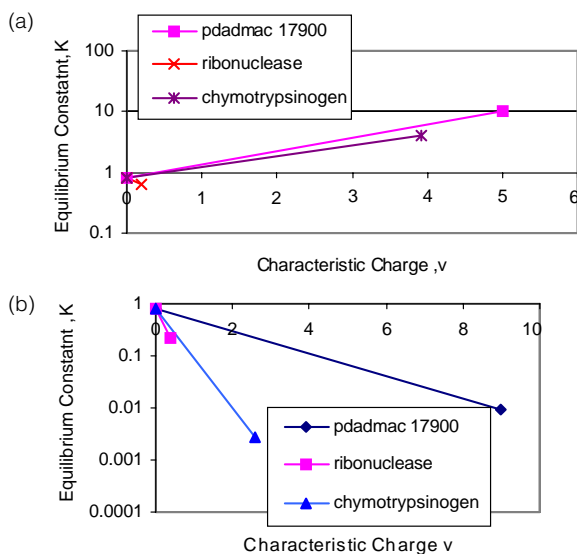 (a)
pdadmac 17900
ribonuclease
chymotrypsinogen
Equilibrium Constatnt,K
100
10
1
0.1
0
1
2
3
4
5
6
Characteristic Charge ,v
(b)
Equilibrium Constatnt ,K
1
0.1
0.01
0.001
0.0001
0
2
4
6
8
10
pdadmac 17900
ribonuclease
chymotrypsinogen
Characteristic Charge v